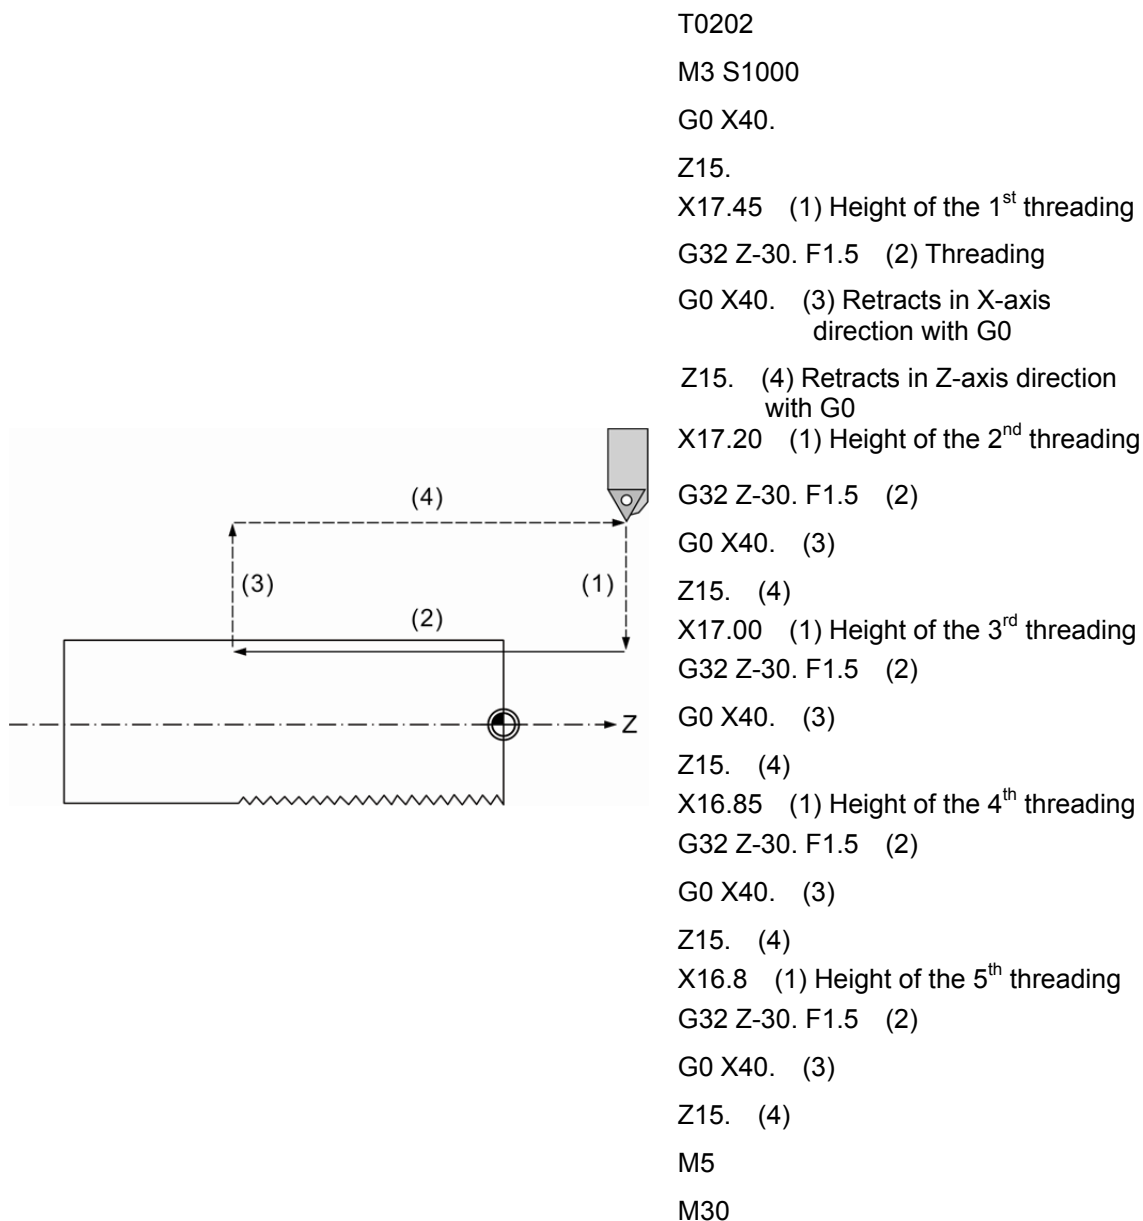 T0202
M3 S1000
G0 X40.
Z15.
X17.45 (1) Height of the 1st threading
G32 Z-30. F1.5 (2) Threading
G0 X40. (3) Retracts in X-axis
direction with G0
Z15. (4) Retracts in Z-axis direction
with G0
X17.20 (1) Height of the 2nd threading
G32 Z-30. F1.5 (2)
G0 X40. (3)
Z15. (4)
X17.00 (1) Height of the 3rd threading
G32 Z-30. F1.5 (2)
G0 X40. (3)
Z15. (4)
X16.85 (1) Height of the 4th threading
G32 Z-30. F1.5 (2)
G0 X40. (3)
Z15. (4)
X16.8 (1) Height of the 5th threading
G32 Z-30. F1.5 (2)
G0 X40. (3)
Z15. (4)
M5
M30
(4)
(3)
(1)
(2)
Z